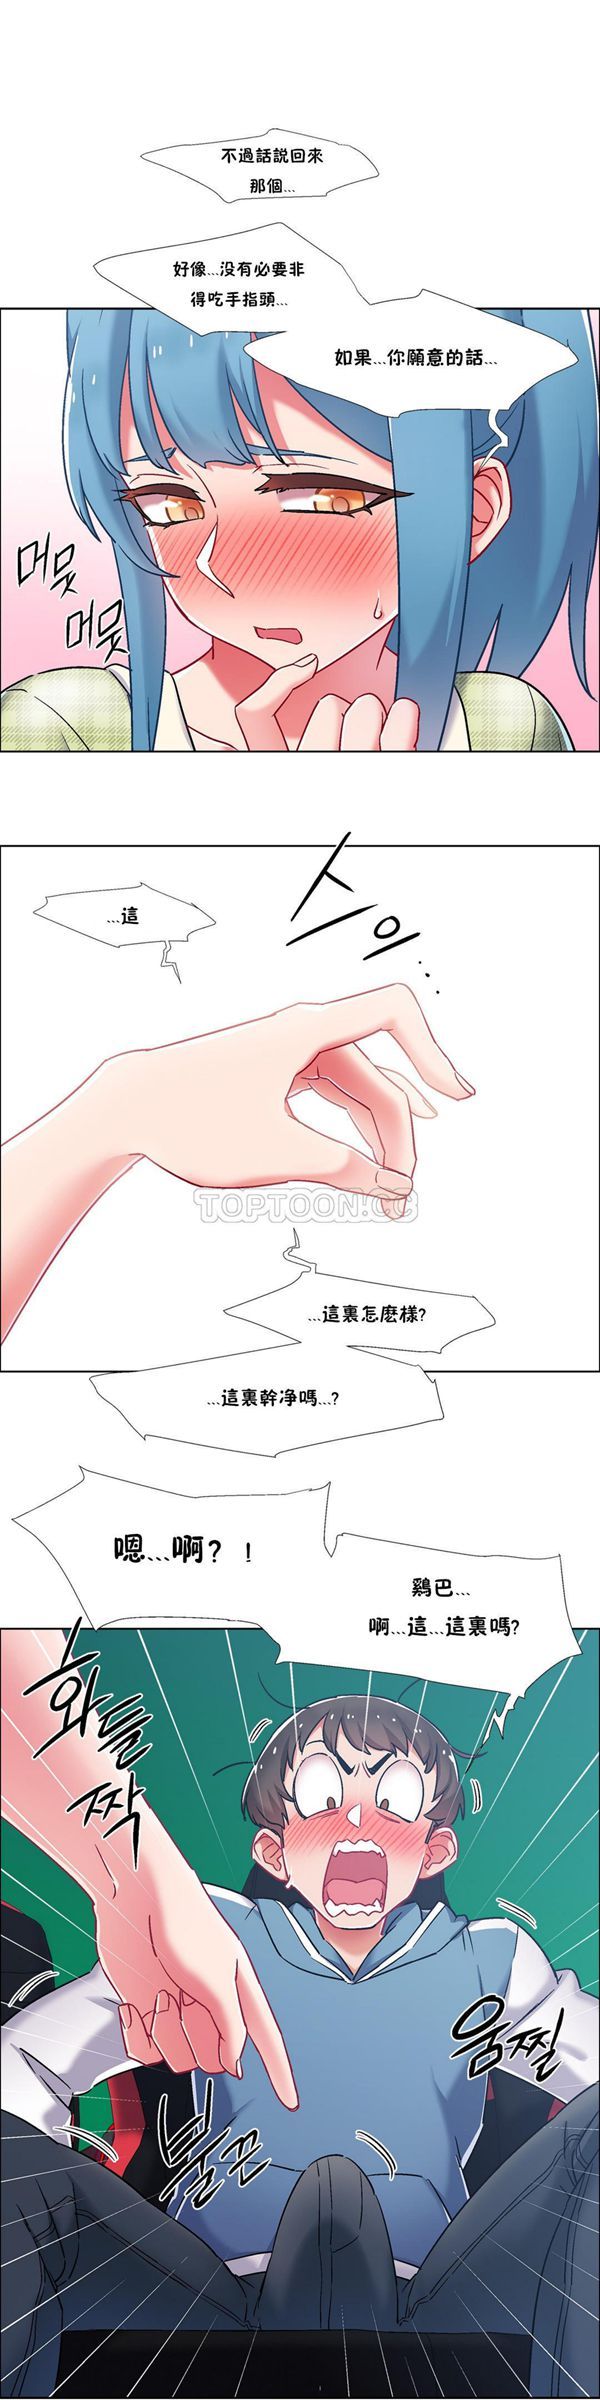 不過話説回來
那個...
好像...没有必要非
得吃手指頭...
如果...你願意的話...
머뭇
머뭇
스
으
...這
TOPTOON.CC
...這裏怎麽樣?
...這裏幹净嗎...?
嗯...啊? !
鷄巴...
啊...這...這裏嗎?
화들
짝
움찔
불끈